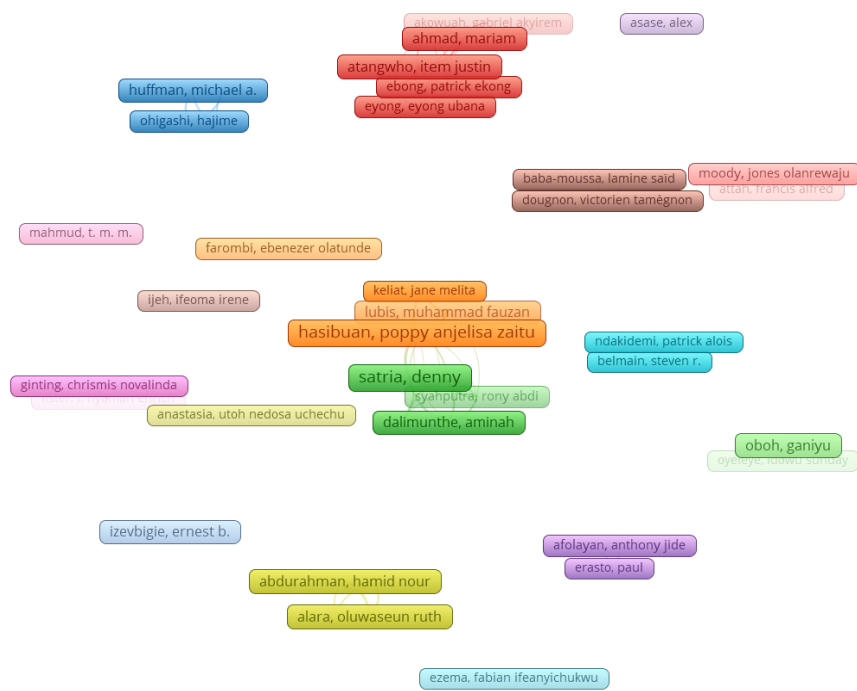 akowuah, gabriel akyirem
asase, alex
ahmad, mariam
atangwho, item justin
huffman, michael a.
ebong, patrick ekong
eyong, eyong ubana
ohigashi, hajime
baba-moussa, lamine saïd
moody, jones olanrewaju
attah, francis alfred
dougnon, victorien tamègnon
mahmud, t. m. m.
farombi, ebenezer olatunde
keliat, jane melita
ijeh, ifeoma irene
lubis, muhammad fauzan
hasibuan, poppy anjelisa zaitu
ndakidemi, patrick alois
belmain, steven r.
satria, denny
ginting, chrismis novalinda
syahputra, rony abdi
anastasia, utoh nedosa uchechu
dalimunthe, aminah
oboh, ganiyu
oyeleye, idowu sunday
izevbigie, ernest b.
afolayan, anthony jide
erasto, paul
abdurahman, hamid nour
alara, oluwaseun ruth
ezema, fabian ifeanyichukwu